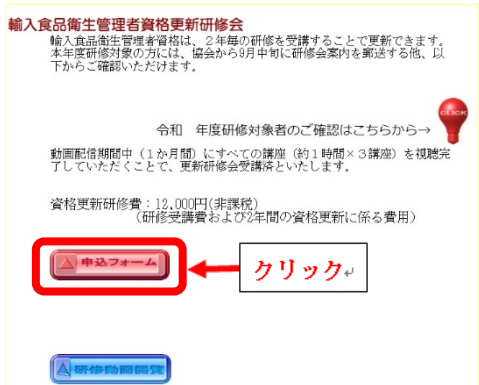 輸入食品衛生管理者資格更新研修会
輸入食品衛生管理者資格は、２年毎の研修を受講することで更新できます。
本年度研修対象の方には、協会から9月中旬に研修会案内を郵送する他、以
下からご確認いただけます。
CLICK
令和　年度研修対象者のご確認はこちらから→
動画配信期間中（１か月間）にすべての講座（約１時間×３講座）を視聴完
了していただくことで、更新研修会受講済といたします。
資格更新研修費：12,000円(非課税)
(研修受講費および2年間の資格更新に係る費用)
申込フォーム
クリック
研修動画閲覧